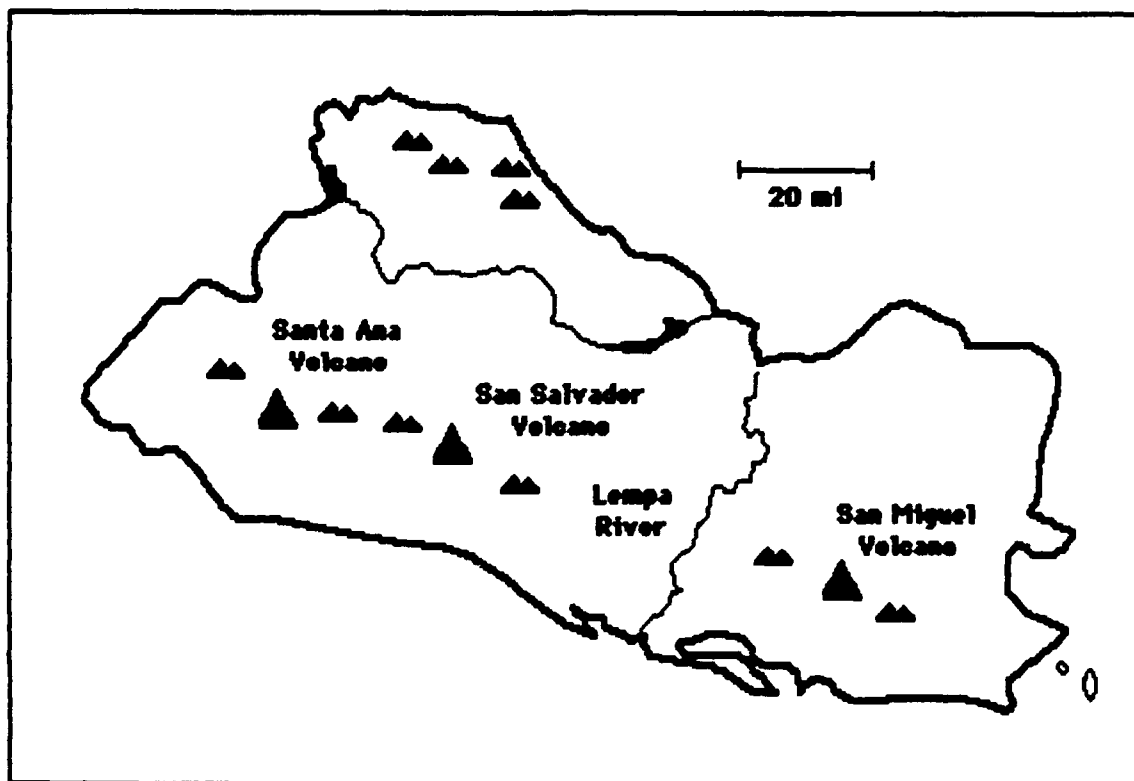 20 mi
Santa Ana
Volcano
San Salvador
Volcano
Lempa
River
San Miguel
Volcano